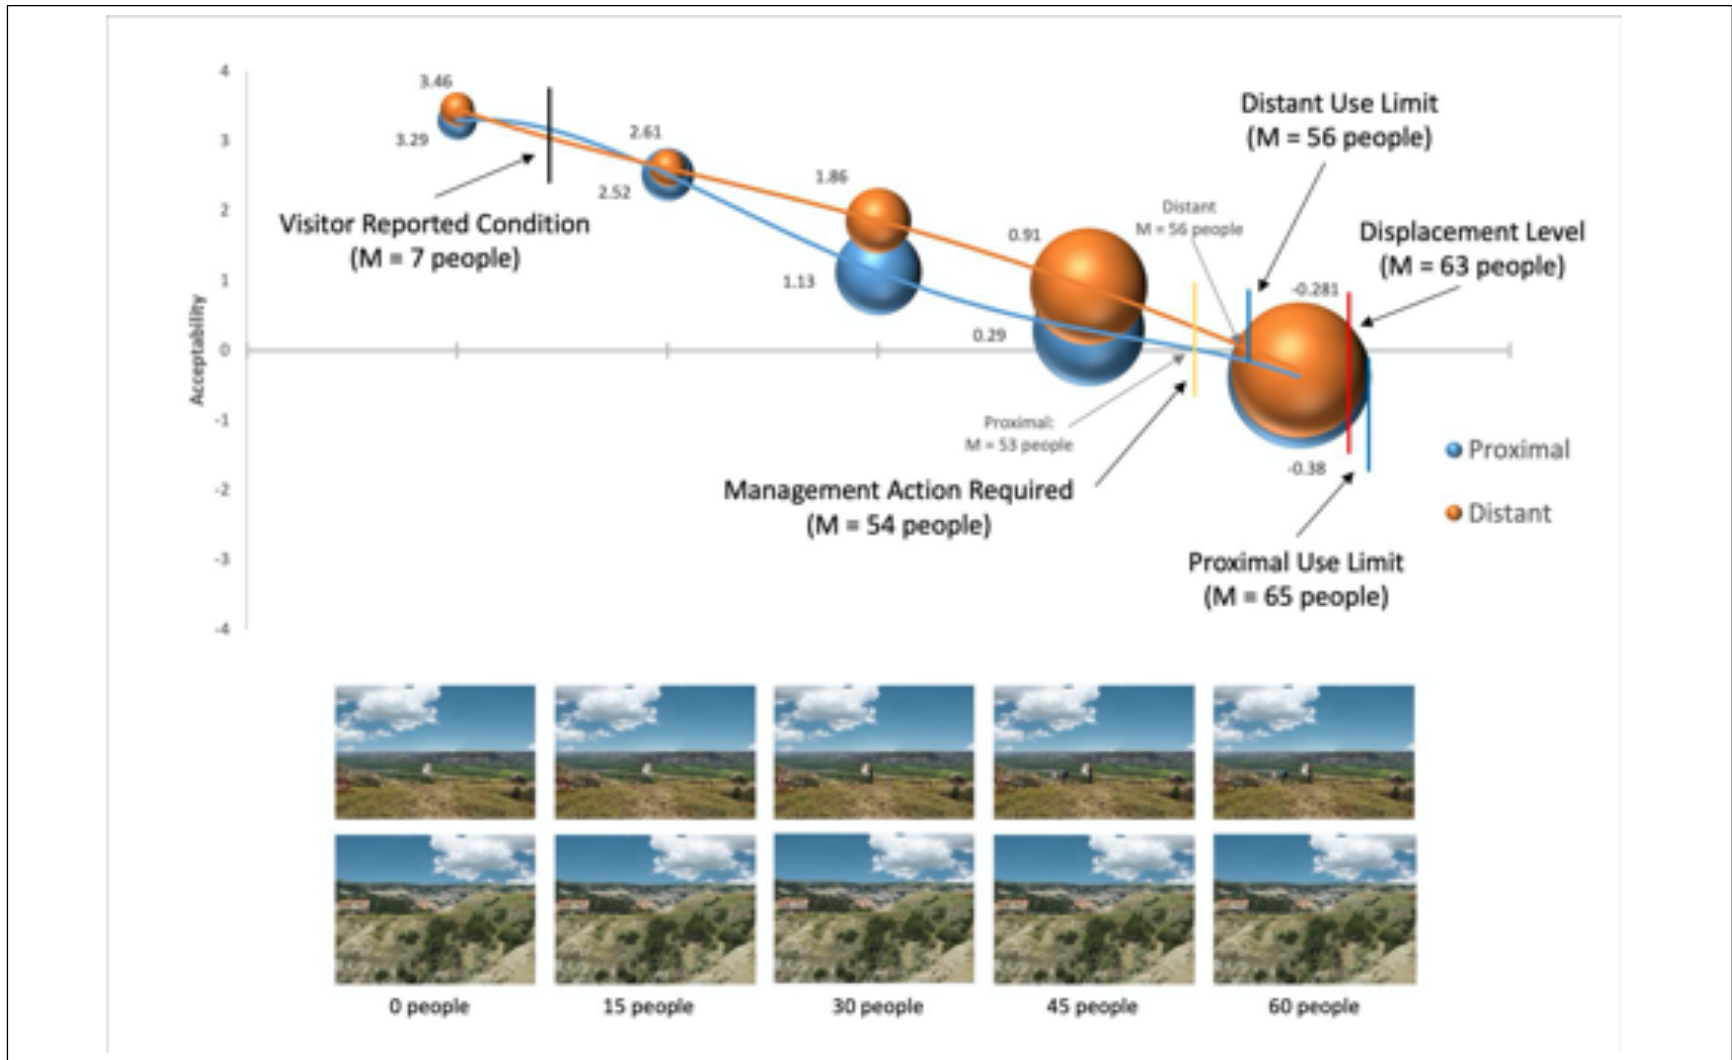 4
3.46
Distant Use Limit
(M = 56 people)
3
3.29
2.61
2.52
1.86
2
Visitor Reported Condition
(M = 7 people)
Distant
M = 56 people
0.91
Displacement Level
(M = 63 people)
1
1.13
-0.281
0.29
Acceptability
0
-1
Proximal:
M = 53 people
-0.38
Proximal
-2
Management Action Required
(M = 54 people)
Distant
-3
Proximal Use Limit
(M = 65 people)
-4
0 people
15 people
30 people
45 people
60 people